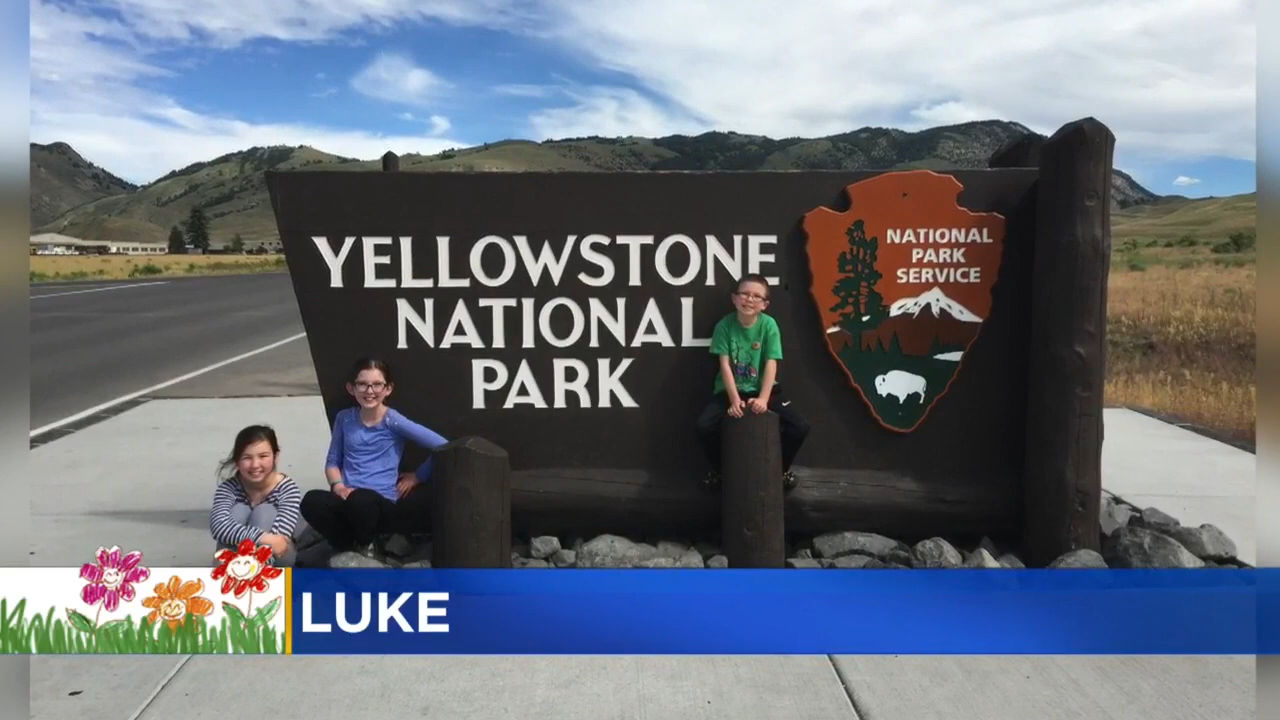 YELLOWSTONE
NATIONAL
PARK
NATIONAL
PARK
SERVICE
LUKE